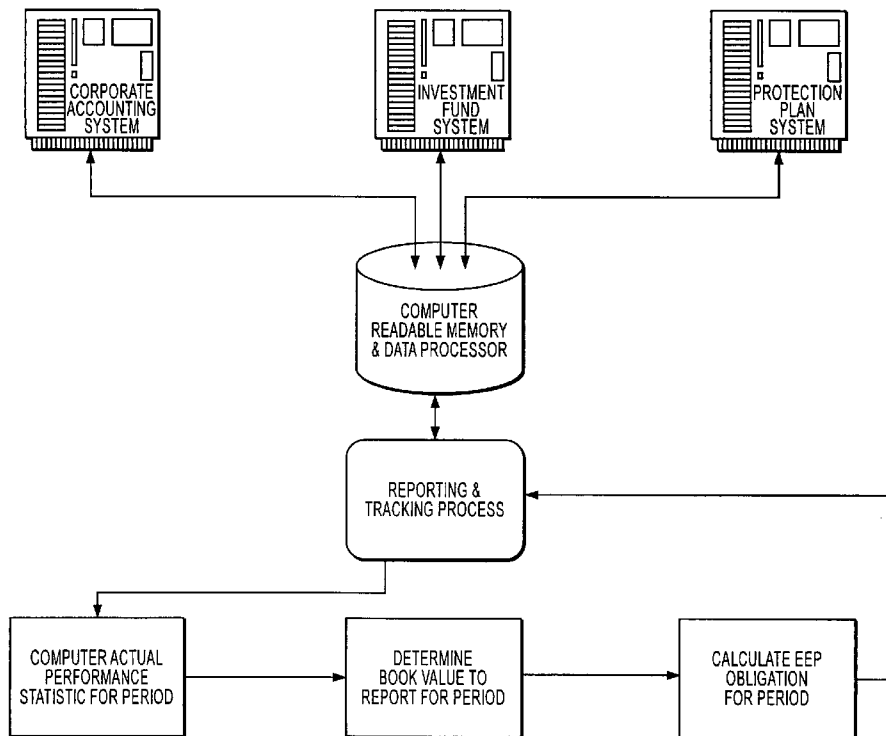 CORPORATE
ACCOUNTING
SYSTEM
INVESTMENT
FUND
SYSTEM
PROTECTION
PLAN
SYSTEM
COMPUTER
READABLE MEMORY
& DATA PROCESSOR
REPORTING &
TRACKING PROCESS
COMPUTER ACTUAL
PERFORMANCE
STATISTIC FOR PERIOD
DETERMINE
BOOK VALUE TO
REPORT FOR PERIOD
CALCULATE EEP
OBLIGATION
FOR PERIOD